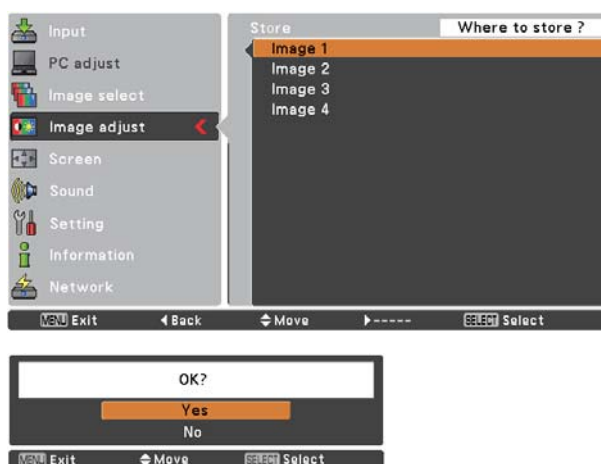 Input
PC adjust
Image select
Image adjust
Screen
Sound
Setting
Information
Network
Store
Where to store ?
Image 1
Image 2
Image 3
Image 4
MENU Exit
Back
Move
-----
SELECT Select
OK?
Yes
No
MENU Exit
Move
SELECT Select